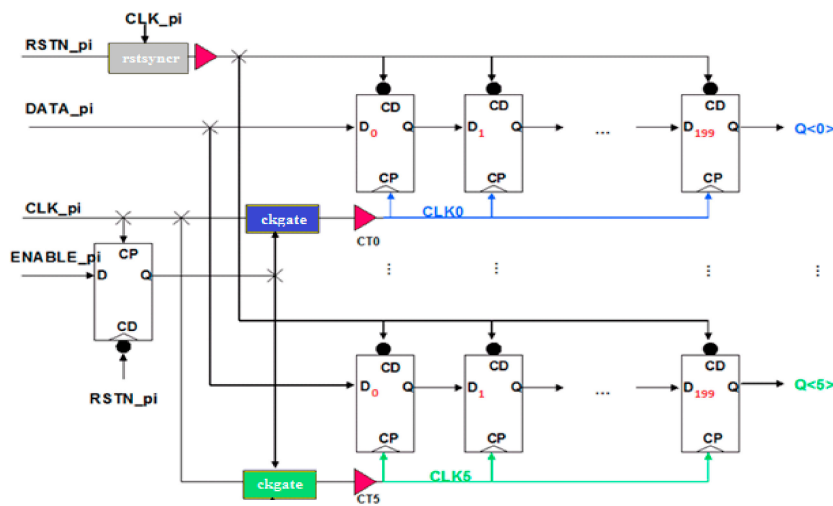 CLK_pi
RSTN_pi
rstsyncr
DATA_pi
CD CD CD
D0 Q D1 Q ... D199 Q Q<0>
CP CP CP
CLK_pi
ckgate
CLK0
CT0
ENABLE_pi
CP
D Q
CD
RSTN_pi
... ... ... ...
CD CD CD
D0 Q D1 Q ... D199 Q Q<5>
CP CP CP
ckgate
CLK5
CT5